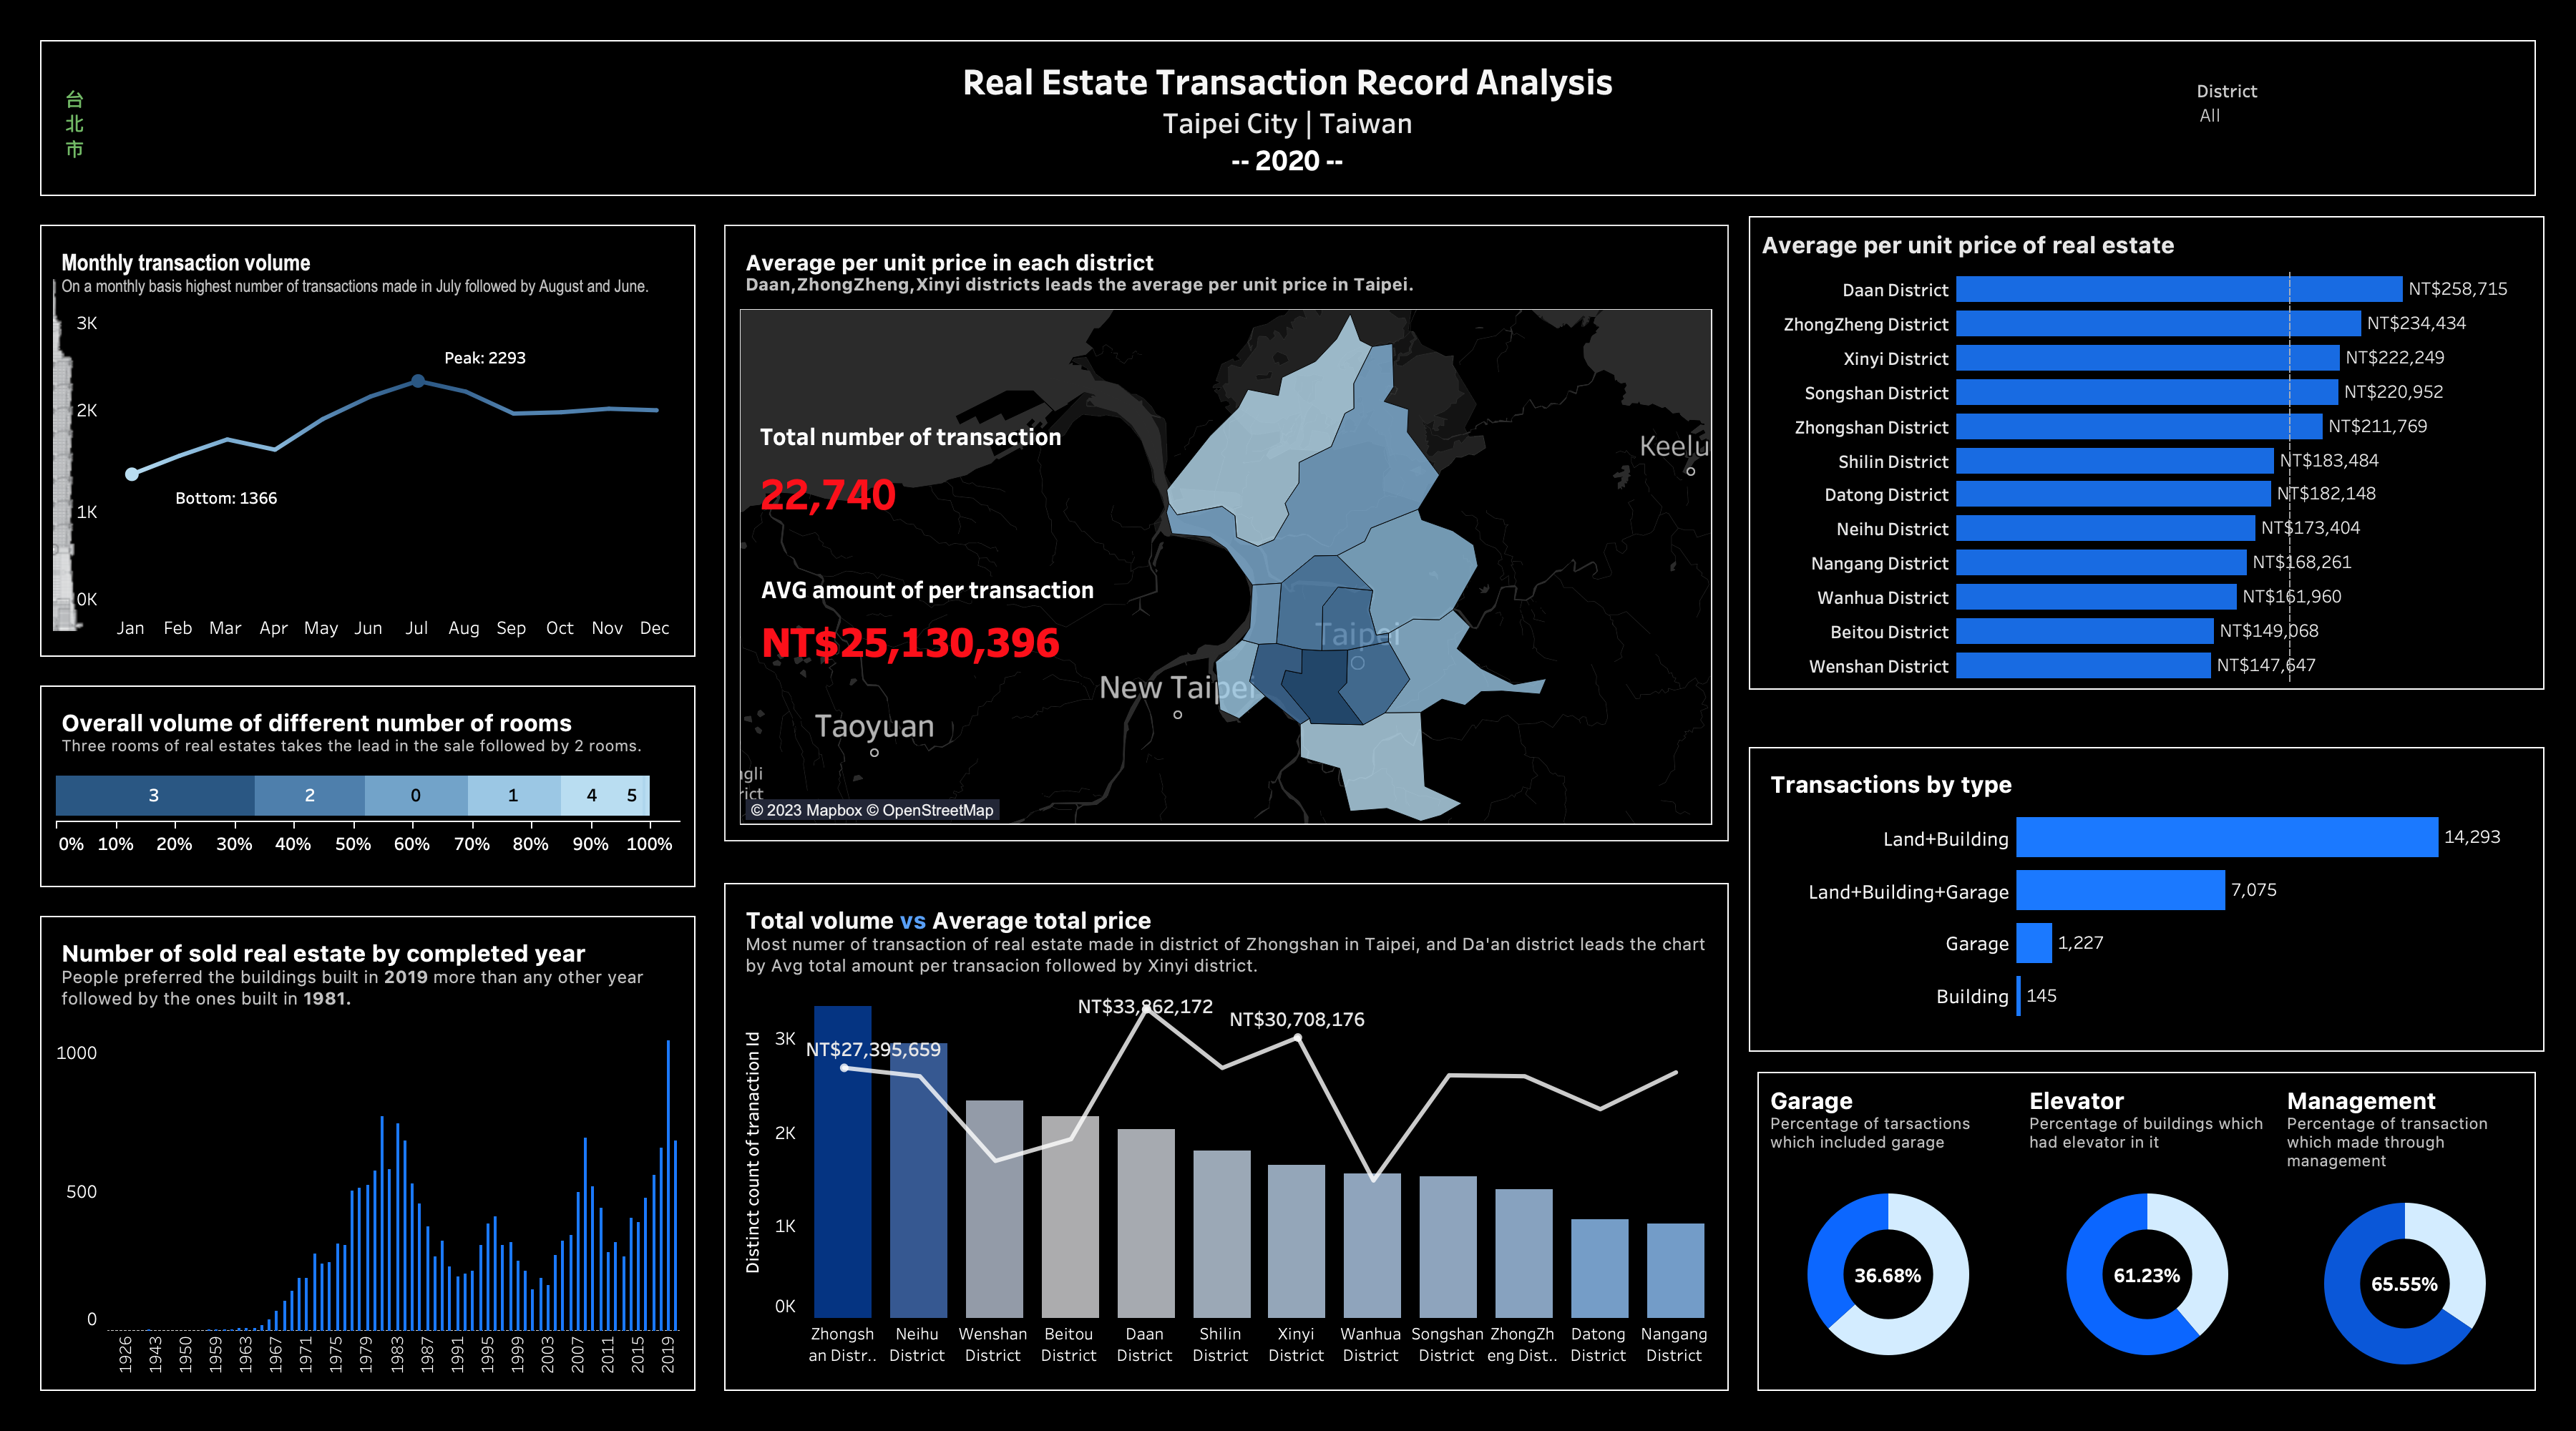 台
北
市
Real Estate Transaction Record Analysis
Taipei City | Taiwan
-- 2020 --
District
All
Monthly transaction volume
On a monthly basis highest number of transactions made in July followed by August and June.
3K
2K
1K
0K
Peak: 2293
Bottom: 1366
Jan Feb Mar Apr May Jun Jul Aug Sep Oct Nov Dec
Overall volume of different number of rooms
Three rooms of real estates takes the lead in the sale followed by 2 rooms.
3 2 0 1 4 5
0% 10% 20% 30% 40% 50% 60% 70% 80% 90% 100%
Number of sold real estate by completed year
People preferred the buildings built in 2019 more than any other year
followed by the ones built in 1981.
1000
500
0
1926 1943 1950 1959 1963 1967 1971 1975 1979 1983 1987 1991 1995 1999 2003 2007 2011 2015 2019
Average per unit price in each district
Daan,ZhongZheng,Xinyi districts leads the average per unit price in Taipei.
Total number of transaction
22,740
AVG amount of per transaction
NT$25,130,396
Keelu
Taipei
New Taipei
Taoyuan
ngli
rict
© 2023 Mapbox © OpenStreetMap
Total volume vs Average total price
Most numer of transaction of real estate made in district of Zhongshan in Taipei, and Da'an district leads the chart
by Avg total amount per transacion followed by Xinyi district.
Distinct count of tranaction Id
3K
2K
1K
0K
NT$27,395,659
NT$33,862,172
NT$30,708,176
Zhongsh Neihu Wenshan Beitou Daan Shilin Xinyi Wanhua Songshan ZhongZh Datong Nangang
an Distr.. District District District District District District District District eng Dist.. District District
Average per unit price of real estate
Daan District NT$258,715
ZhongZheng District NT$234,434
Xinyi District NT$222,249
Songshan District NT$220,952
Zhongshan District NT$211,769
Shilin District NT$183,484
Datong District NT$182,148
Neihu District NT$173,404
Nangang District NT$168,261
Wanhua District NT$161,960
Beitou District NT$149,068
Wenshan District NT$147,647
Transactions by type
Land+Building 14,293
Land+Building+Garage 7,075
Garage 1,227
Building 145
Garage
Percentage of tarsactions
which included garage
36.68%
Elevator
Percentage of buildings which
had elevator in it
61.23%
Management
Percentage of transaction
which made through
management
65.55%